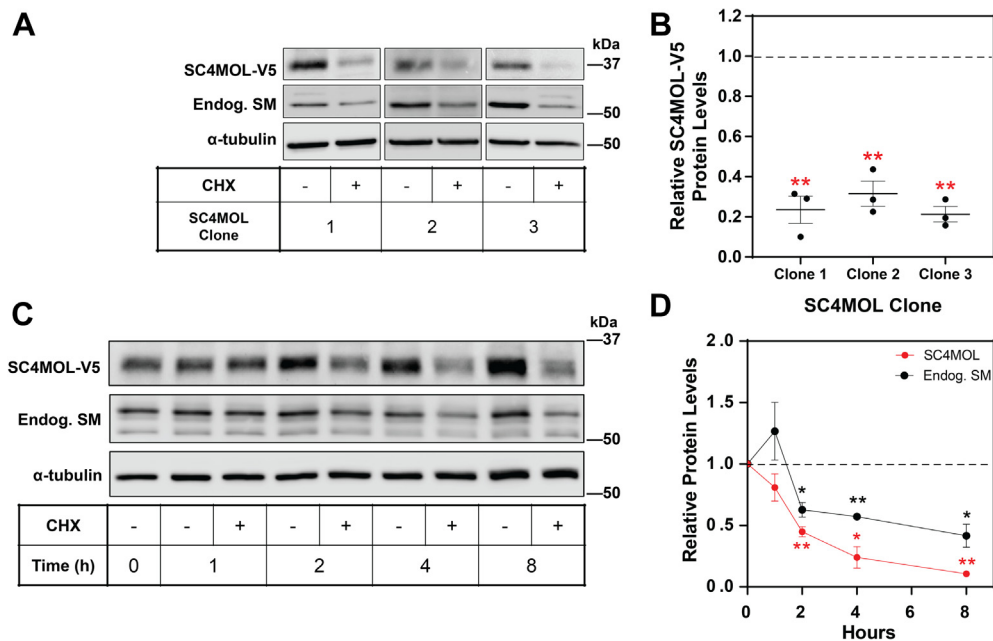 A
kDa
SC4MOL-V5
37
Endog. SM
50
α-tubulin
50
CHX - + - + - +
SC4MOL
Clone
1 2 3
B
Relative SC4MOL-V5
Protein Levels
1.2
1.0
0.8
0.6
0.4
0.2
0.0
**
**
**
Clone 1 Clone 2 Clone 3
SC4MOL Clone
C
kDa
37
SC4MOL-V5
Endog. SM
50
α-tubulin
50
CHX - - + - + - + - +
Time (h) 0 1 2 4 8
D
Relative Protein Levels
2.0
1.5
1.0
0.5
0.0
SC4MOL
Endog. SM
* ** *
** * **
0 2 4 6 8
Hours